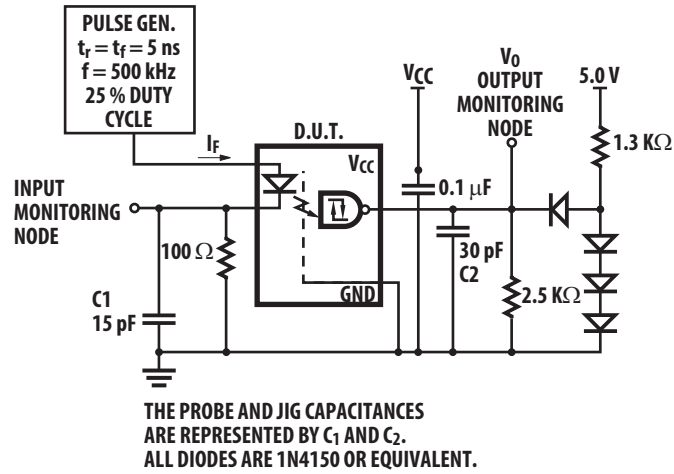 PULSE GEN.
tr = tf = 5 ns
f = 500 kHz
25 % DUTY
CYCLE
IF
D.U.T.
VCC
VCC
VO
OUTPUT
MONITORING
NODE
5.0 V
1.3 KΩ
INPUT
MONITORING
NODE
0.1 μF
100 Ω
30 pF
C2
C1
15 pF
GND
2.5 KΩ
THE PROBE AND JIG CAPACITANCES
ARE REPRESENTED BY C1 AND C2.
ALL DIODES ARE 1N4150 OR EQUIVALENT.